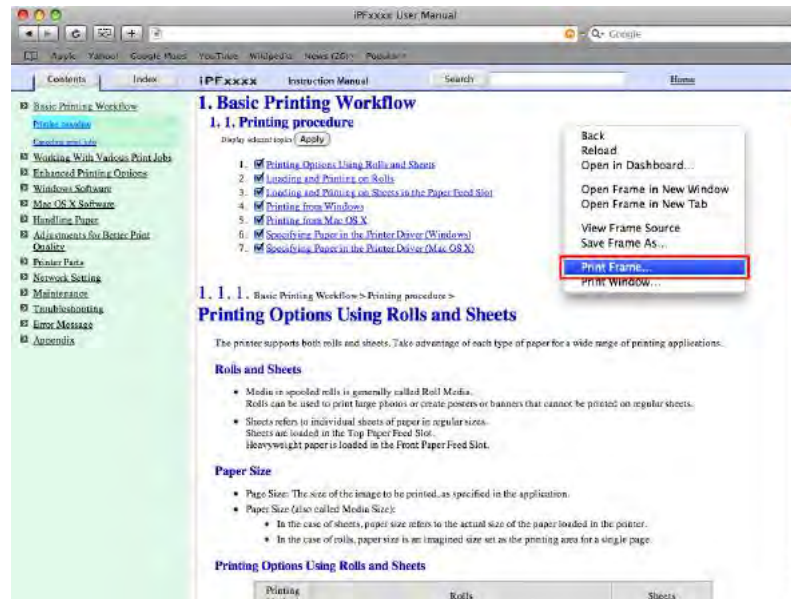 iPFxxxx User Manual
Google
Apple Yahoo! Google Maps YouTube Wikipedia News (26) Popular
Contents Index iPFxxxx Instruction Manual Search Home
Basic Printing Workflow
Printing procedure
Canceling print jobs
Working With Various Print Jobs
Enhanced Printing Options
Windows Software
Mac OS X Software
Handling Paper
Adjustments for Better Print
Quality
Printer Parts
Network Setting
Maintenance
Troubleshooting
Error Message
Appendix
1. Basic Printing Workflow
1. 1. Printing procedure
Display selected topics Apply
1. Printing Options Using Rolls and Sheets
2. Loading and Printing on Rolls
3. Loading and Printing on Sheets in the Paper Feed Slot
4. Printing from Windows
5. Printing from Mac OS X
6. Specifying Paper in the Printer Driver (Windows)
7. Specifying Paper in the Printer Driver (Mac OS X)
Back
Reload
Open in Dashboard...
Open Frame in New Window
Open Frame in New Tab
View Frame Source
Save Frame As...
Print Frame...
Print Window...
1. 1. 1. Basic Printing Workflow > Printing procedure >
Printing Options Using Rolls and Sheets
The printer supports both rolls and sheets. Take advantage of each type of paper for a wide range of printing applications.
Rolls and Sheets
• Media in spooled rolls is generally called Roll Media.
Rolls can be used to print large photos or create posters or banners that cannot be printed on regular sheets.
• Sheets refers to individual sheets of paper in regular sizes.
Sheets are loaded in the Top Paper Feed Slot.
Heavyweight paper is loaded in the Front Paper Feed Slot.
Paper Size
• Page Size: The size of the image to be printed, as specified in the application.
• Paper Size (also called Media Size):
• In the case of sheets, paper size refers to the actual size of the paper loaded in the printer.
• In the case of rolls, paper size is an imagined size set as the printing area for a single page.
Printing Options Using Rolls and Sheets
Printing
Rolls Sheets